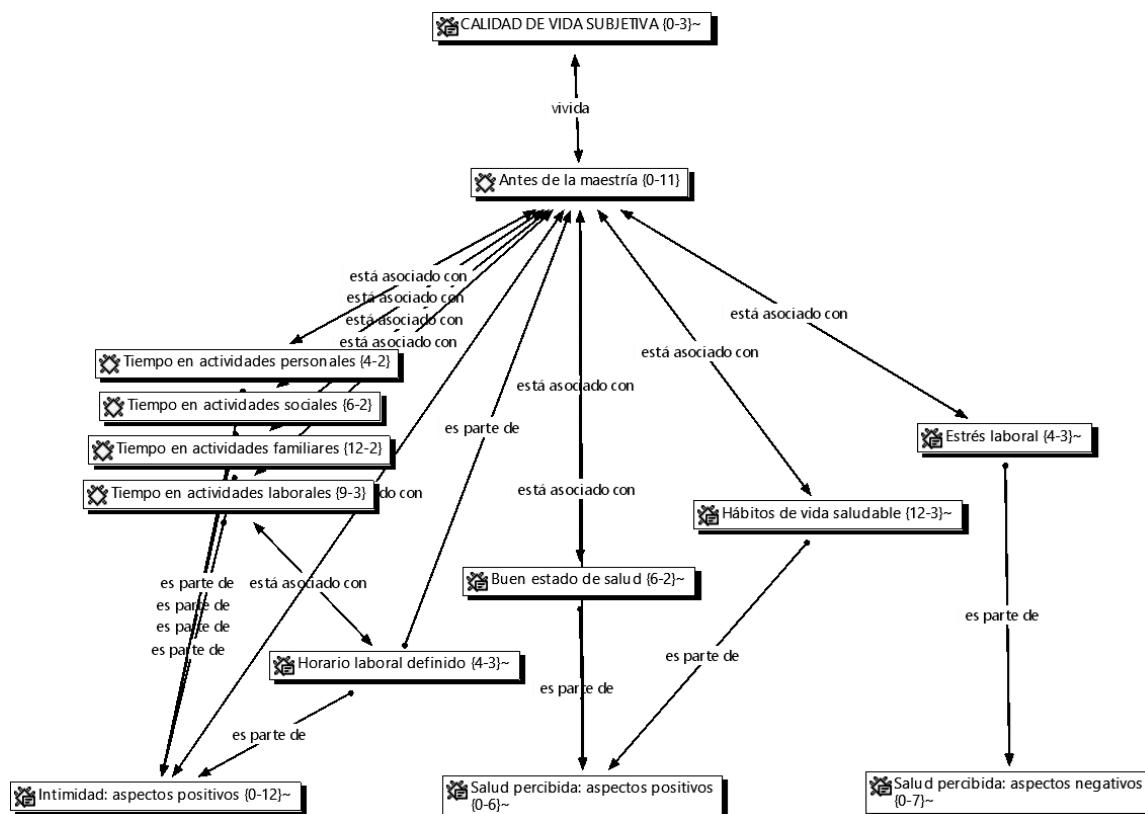 CALIDAD DE VIDA SUBJETIVA {0-3}~
vivida
Antes de la maestría {0-11}
está asociado con
está asociado con
está asociado con
está asociado con
está asociado con
está asociado con
está asociado con
Tiempo en actividades personales {4-2}
está asociado con
Tiempo en actividades sociales {6-2}
es parte de
Tiempo en actividades familiares {12-2}
Estrés laboral {4-3}~
Tiempo en actividades laborales {9-3}
ado con
está asociado con
Hábitos de vida saludable {12-3}~
es parte de
está asociado con
Buen estado de salud {6-2}~
es parte de
es parte de
es parte de
es parte de
Horario laboral definido {4-3}~
es parte de
es parte de
es parte de
Intimidad: aspectos positivos {0-12}~
Salud percibida: aspectos positivos
{0-6}~
Salud percibida: aspectos negativos
{0-7}~